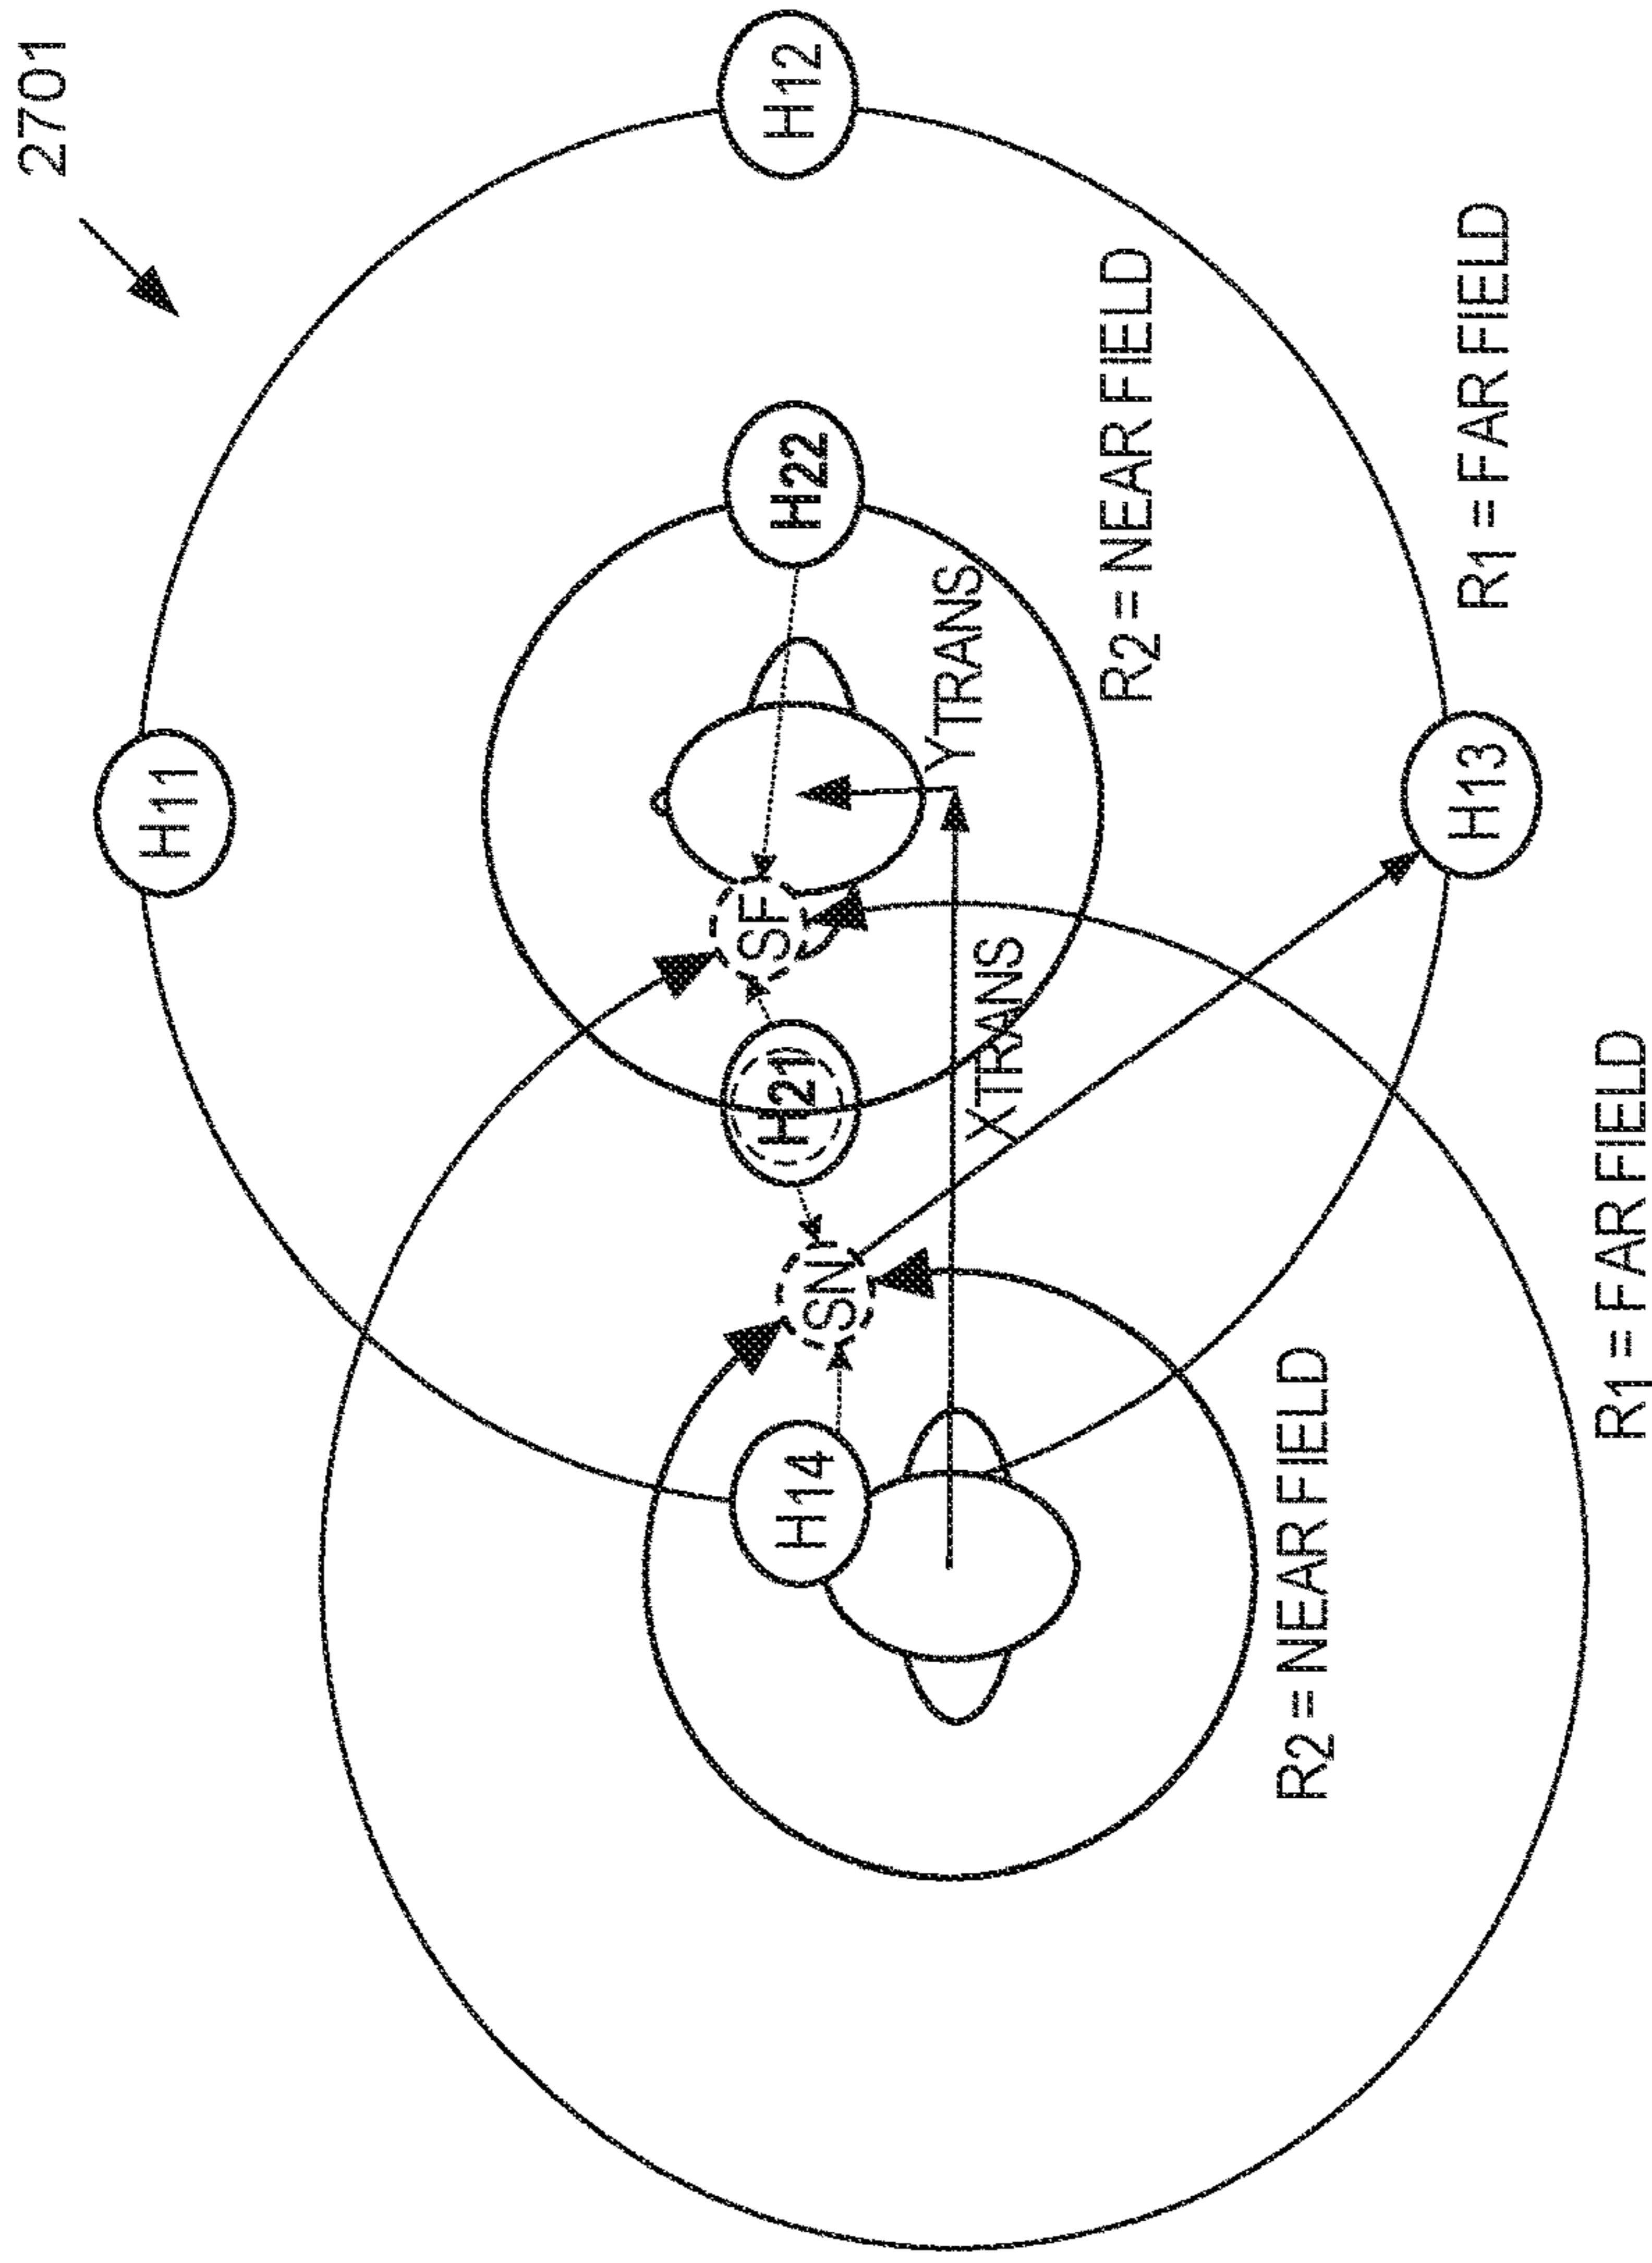 2701
H11
H12
H22
SF
H21
SN
H14
YTRANS
XTRANS
R2 = NEAR FIELD
H13
R1 = FAR FIELD
R2 = NEAR FIELD
R1 = FAR FIELD